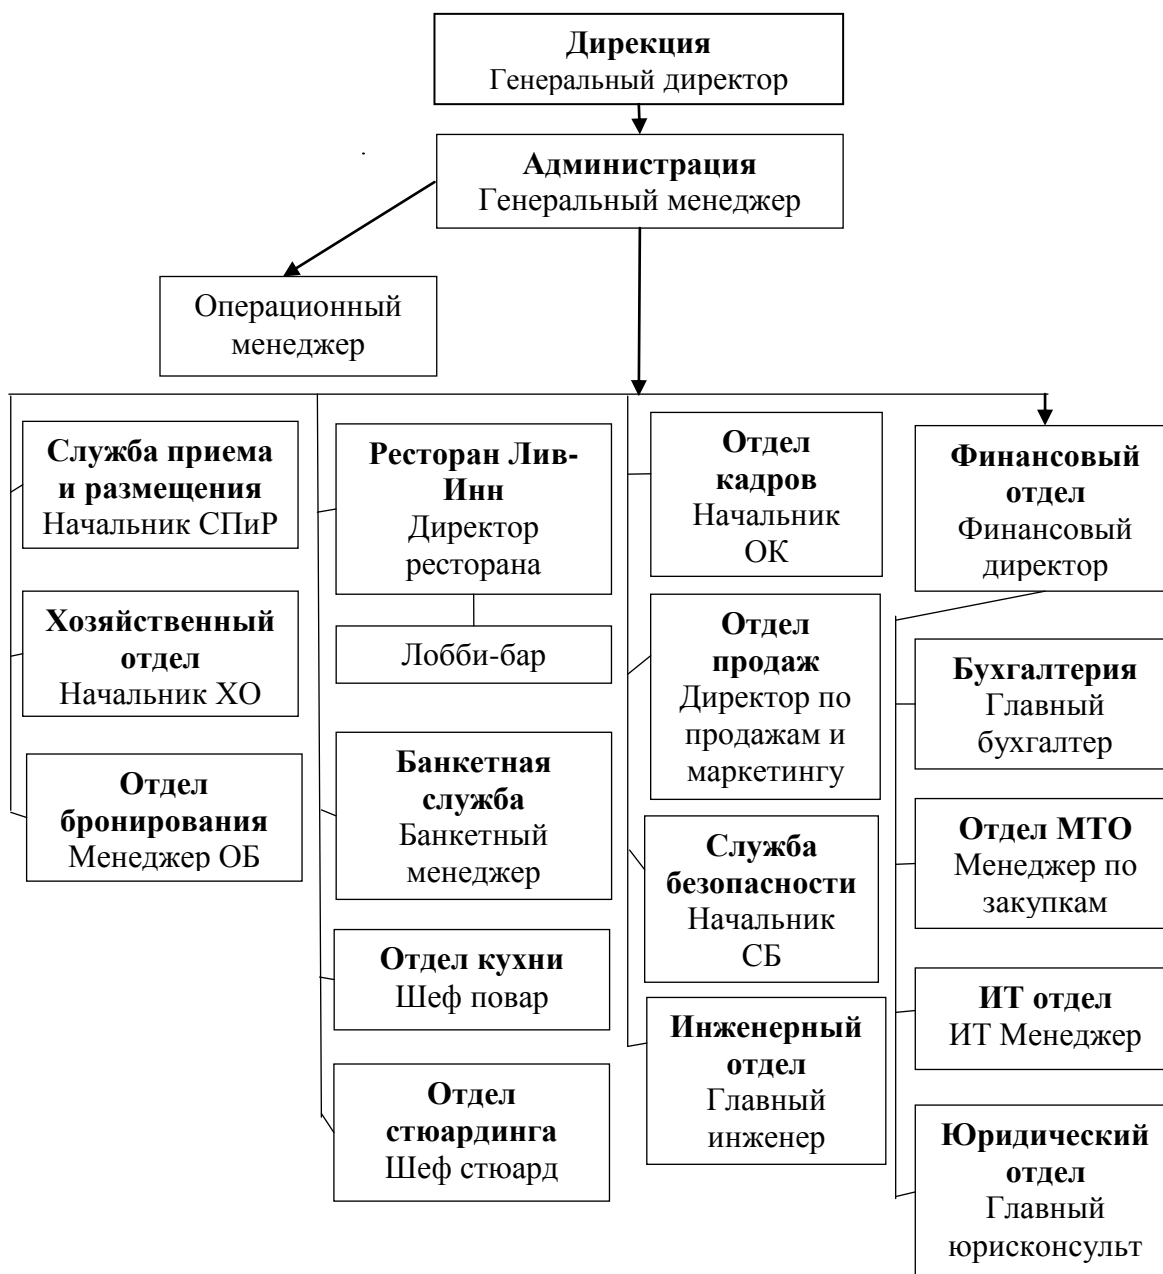 Дирекция
Генеральный директор
Администрация
Генеральный менеджер
Операционный
менеджер
Служба приема
и размещения
Начальник СПиР
Хозяйственный
отдел
Начальник ХО
Отдел
бронирования
Менеджер ОБ
Ресторан Лив-
Инн
Директор
ресторана
Лобби-бар
Банкетная
служба
Банкетный
менеджер
Отдел кухни
Шеф повар
Отдел
стюардинга
Шеф стюард
Отдел
кадров
Начальник
ОК
Отдел
продаж
Директор по
продажам и
маркетингу
Служба
безопасности
Начальник
СБ
Инженерный
отдел
Главный
инженер
Финансовый
отдел
Финансовый
директор
Бухгалтерия
Главный
бухгалтер
Отдел МТО
Менеджер по
закупкам
ИТ отдел
ИТ Менеджер
Юридический
отдел
Главный
юрисконсульт